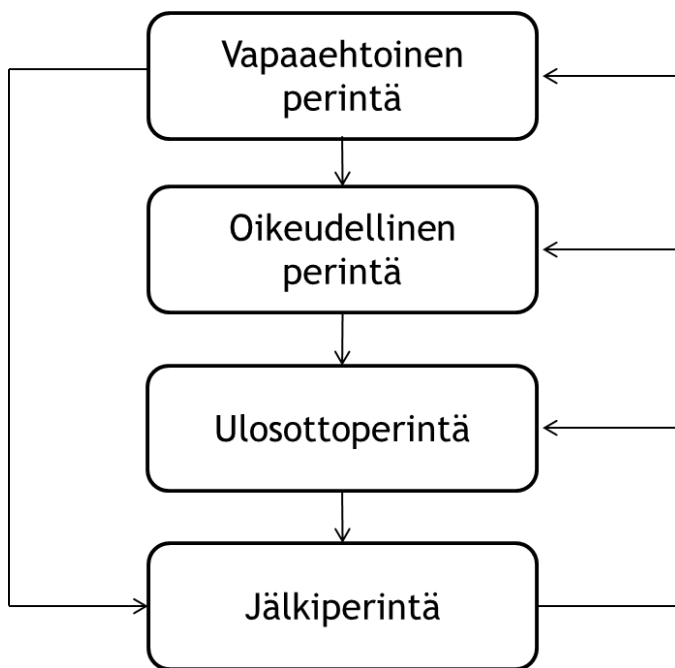 Vapaaehtoinen
perintä
Oikeudellinen
perintä
Ulosottoperintä
Jälkiperintä